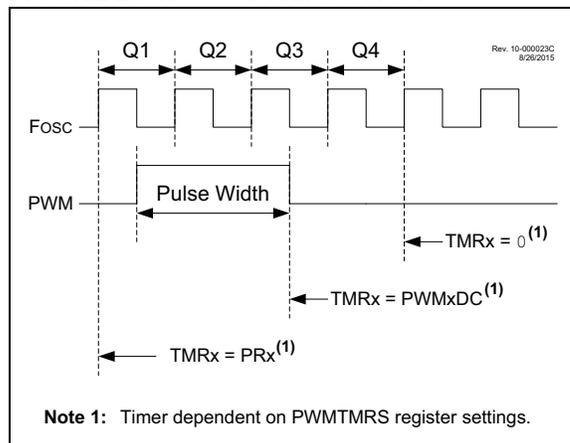 Q1 Q2 Q3 Q4
Rev. 10-000023C
8/26/2015
FOSC
PWM
Pulse Width
TMRx = 0(1)
TMRx = PWMxDC(1)
TMRx = PRx(1)
Note 1: Timer dependent on PWMTMRS register settings.